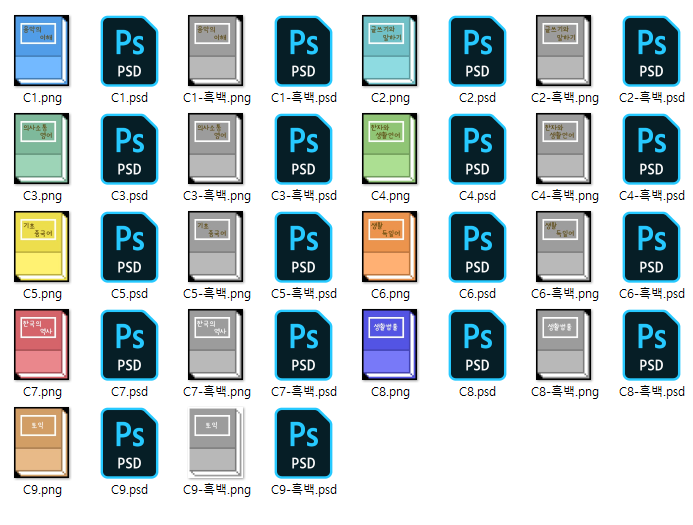 음악의
이해
Ps
PSD
음악의
이해
Ps
PSD
글쓰기와
말하기
Ps
PSD
글쓰기와
말하기
Ps
PSD
C1.png C1.psd C1-흑백.png C1-흑백.psd C2.png C2.psd C2-흑백.png C2-흑백.psd
의사소통
영어
Ps
PSD
의사소통
영어
Ps
PSD
한자와
생활언어
Ps
PSD
한자와
생활언어
Ps
PSD
C3.png C3.psd C3-흑백.png C3-흑백.psd C4.png C4.psd C4-흑백.png C4-흑백.psd
기초
중국어
Ps
PSD
기초
중국어
Ps
PSD
생활
독일어
Ps
PSD
생활
독일어
Ps
PSD
C5.png C5.psd C5-흑백.png C5-흑백.psd C6.png C6.psd C6-흑백.png C6-흑백.psd
한국의
역사
Ps
PSD
한국의
역사
Ps
PSD
생활법률
Ps
PSD
생활법률
Ps
PSD
C7.png C7.psd C7-흑백.png C7-흑백.psd C8.png C8.psd C8-흑백.png C8-흑백.psd
토익
Ps
PSD
토익
Ps
PSD
C9.png C9.psd C9-흑백.png C9-흑백.psd